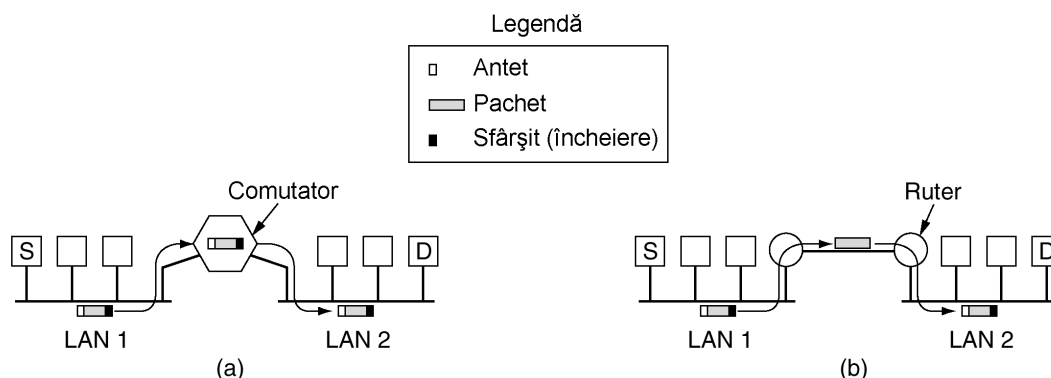 Legendă
Antet
Pachet
Sfârşit (încheiere)
Comutator
S
D
LAN 1
LAN 2
(a)
Ruter
S
D
LAN 1
LAN 2
(b)